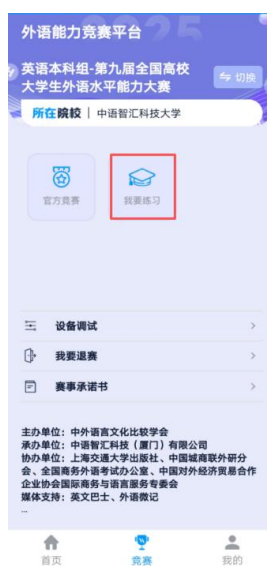 2025
外语能力竞赛平台
英语本科组-第九届全国高校
大学生外语水平能力大赛
切换
所在院校 | 中语智汇科技大学
官方竞赛
我要练习
设备调试
我要退赛
赛事承诺书
主办单位：中外语言文化比较学会
承办单位：中语智汇科技（厦门）有限公司
协办单位：上海交通大学出版社、中国城商联外研分
会、全国商务外语考试办公室、中国对外经济贸易合作
企业协会国际商务与语言服务专委会
媒体支持：英文巴士、外语微记
...
首页
竞赛
我的